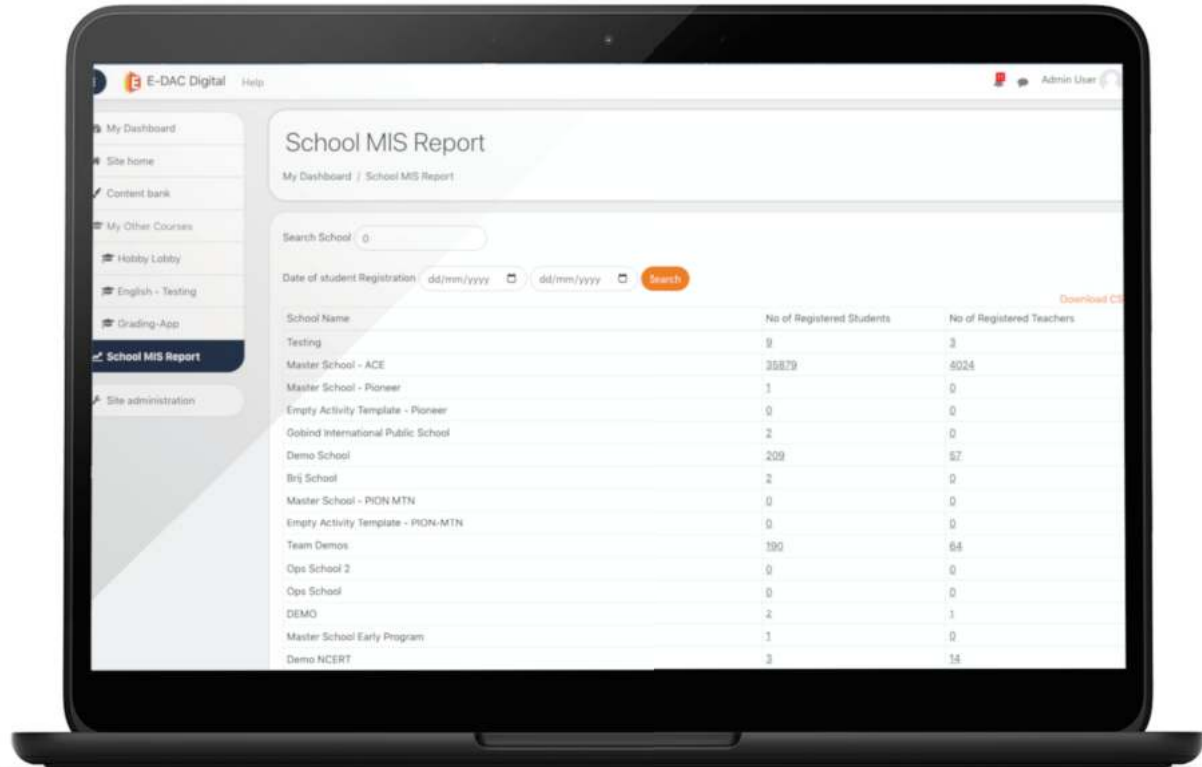 E-DAC Digital Help Admin User
My Dashboard
Site home
Content bank
My Other Courses
Hobby Lobby
English - Testing
Grading-App
School MIS Report
Site administration
School MIS Report
My Dashboard / School MIS Report
Search School 0
Date of student Registration dd/mm/yyyy dd/mm/yyyy Search
Download CS
School Name No of Registered Students No of Registered Teachers
Testing 9 3
Master School - ACE 35879 4024
Master School - Pioneer 1 0
Empty Activity Template - Pioneer 0 0
Gobind International Public School 2 0
Demo School 209 57
Brij School 2 0
Master School - PION MTN 0 0
Empty Activity Template - PION-MTN 0 0
Team Demos 190 64
Ops School 2 0 0
Ops School 0 0
DEMO 2 1
Master School Early Program 1 0
Demo NCERT 3 14